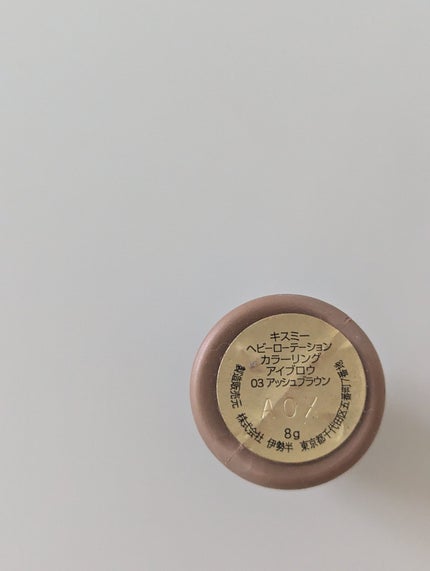 キスミー
ヘビーローテーション
カラーリング
アイブロウ
03 アッシュブラウン
8g
製造販売元 株式会社 伊勢半 東京都千代田区五番町7番地